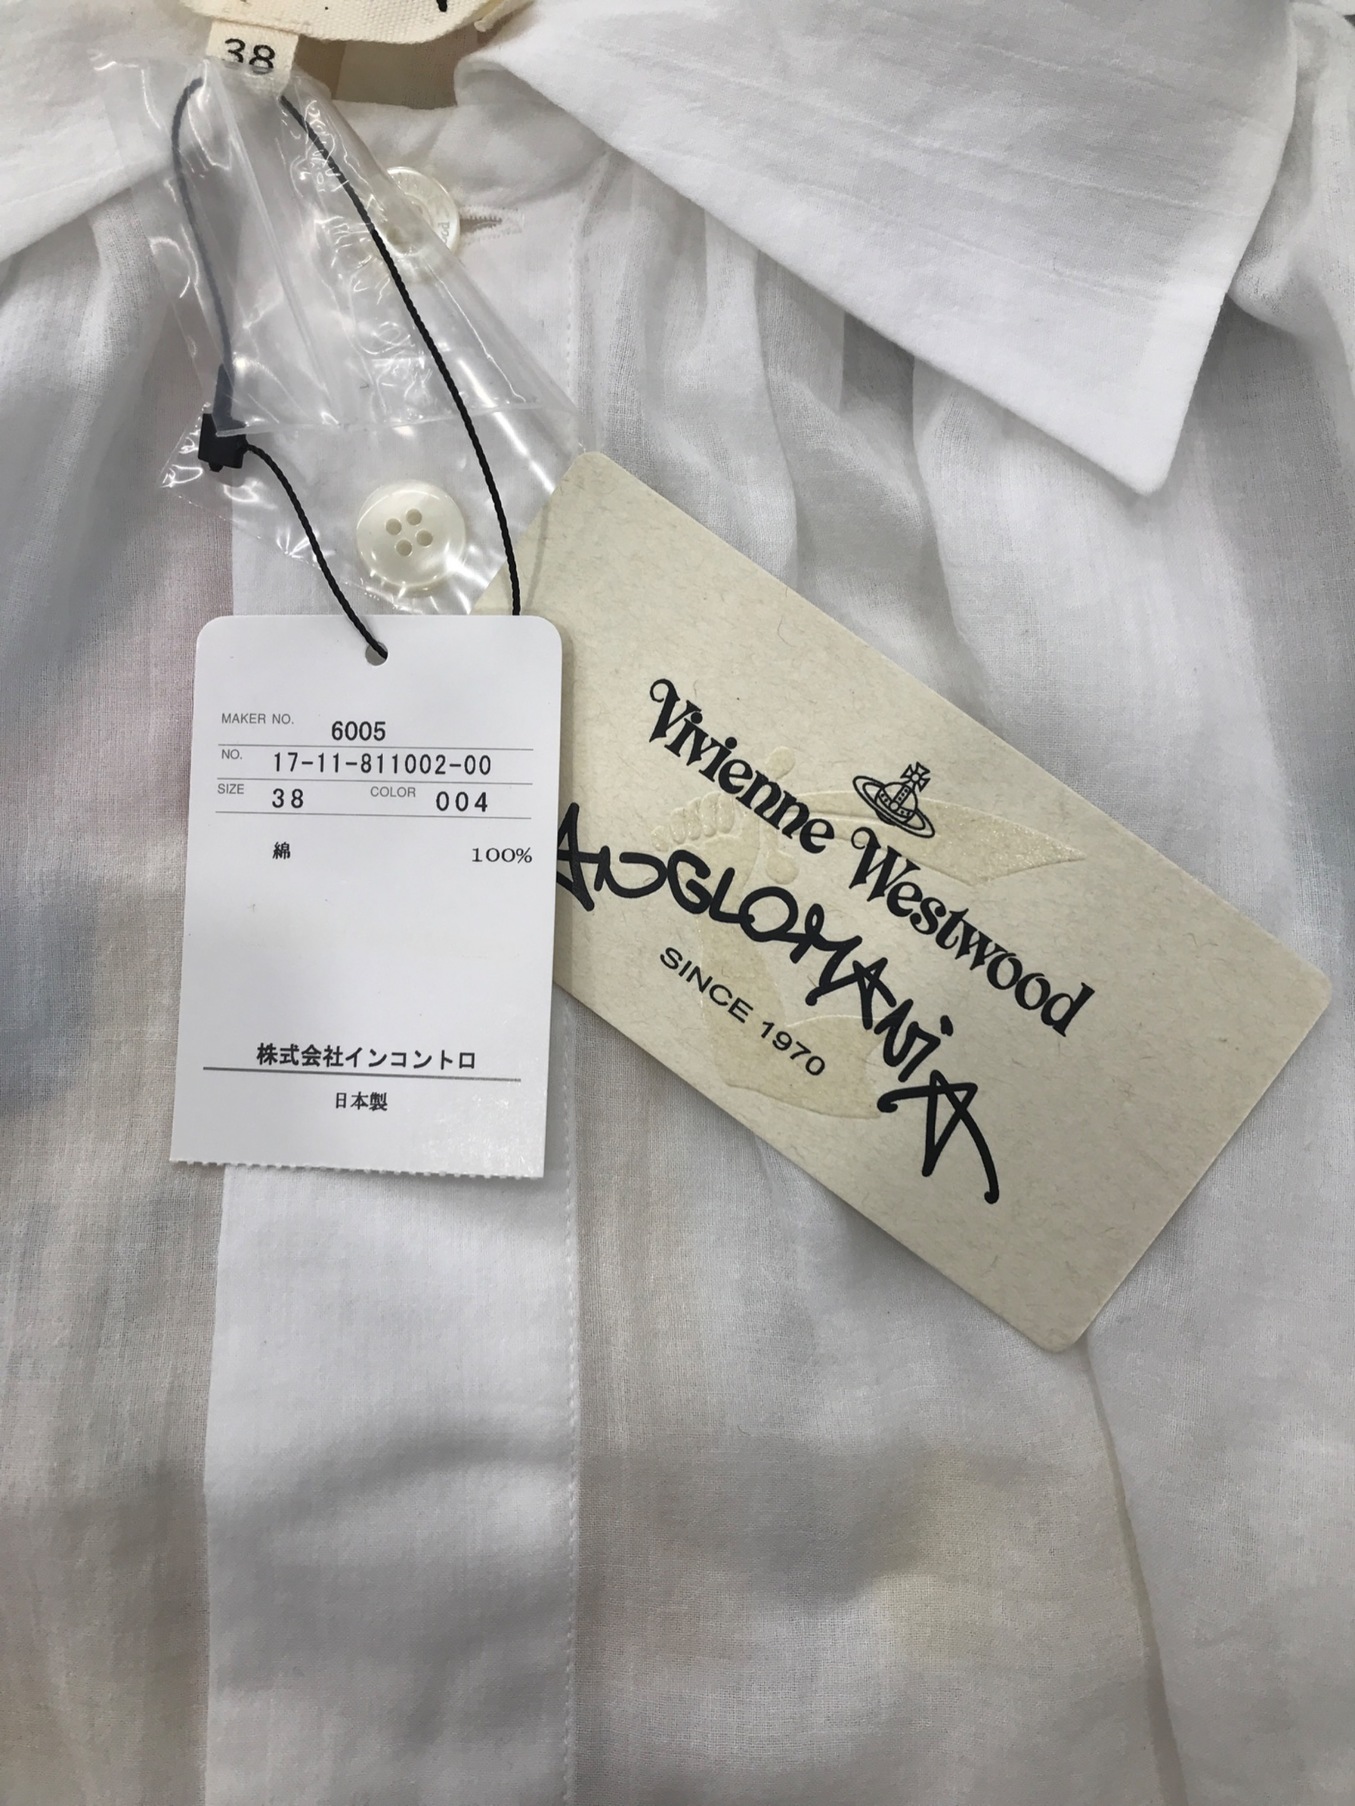 38
MAKER NO. 6005
NO. 17-11-811002-00
SIZE 38 COLOR 004
綿 100%
株式会社インコントロ
日本製
Vivienne Westwood
ANGLOMANiA
SINCE 1970